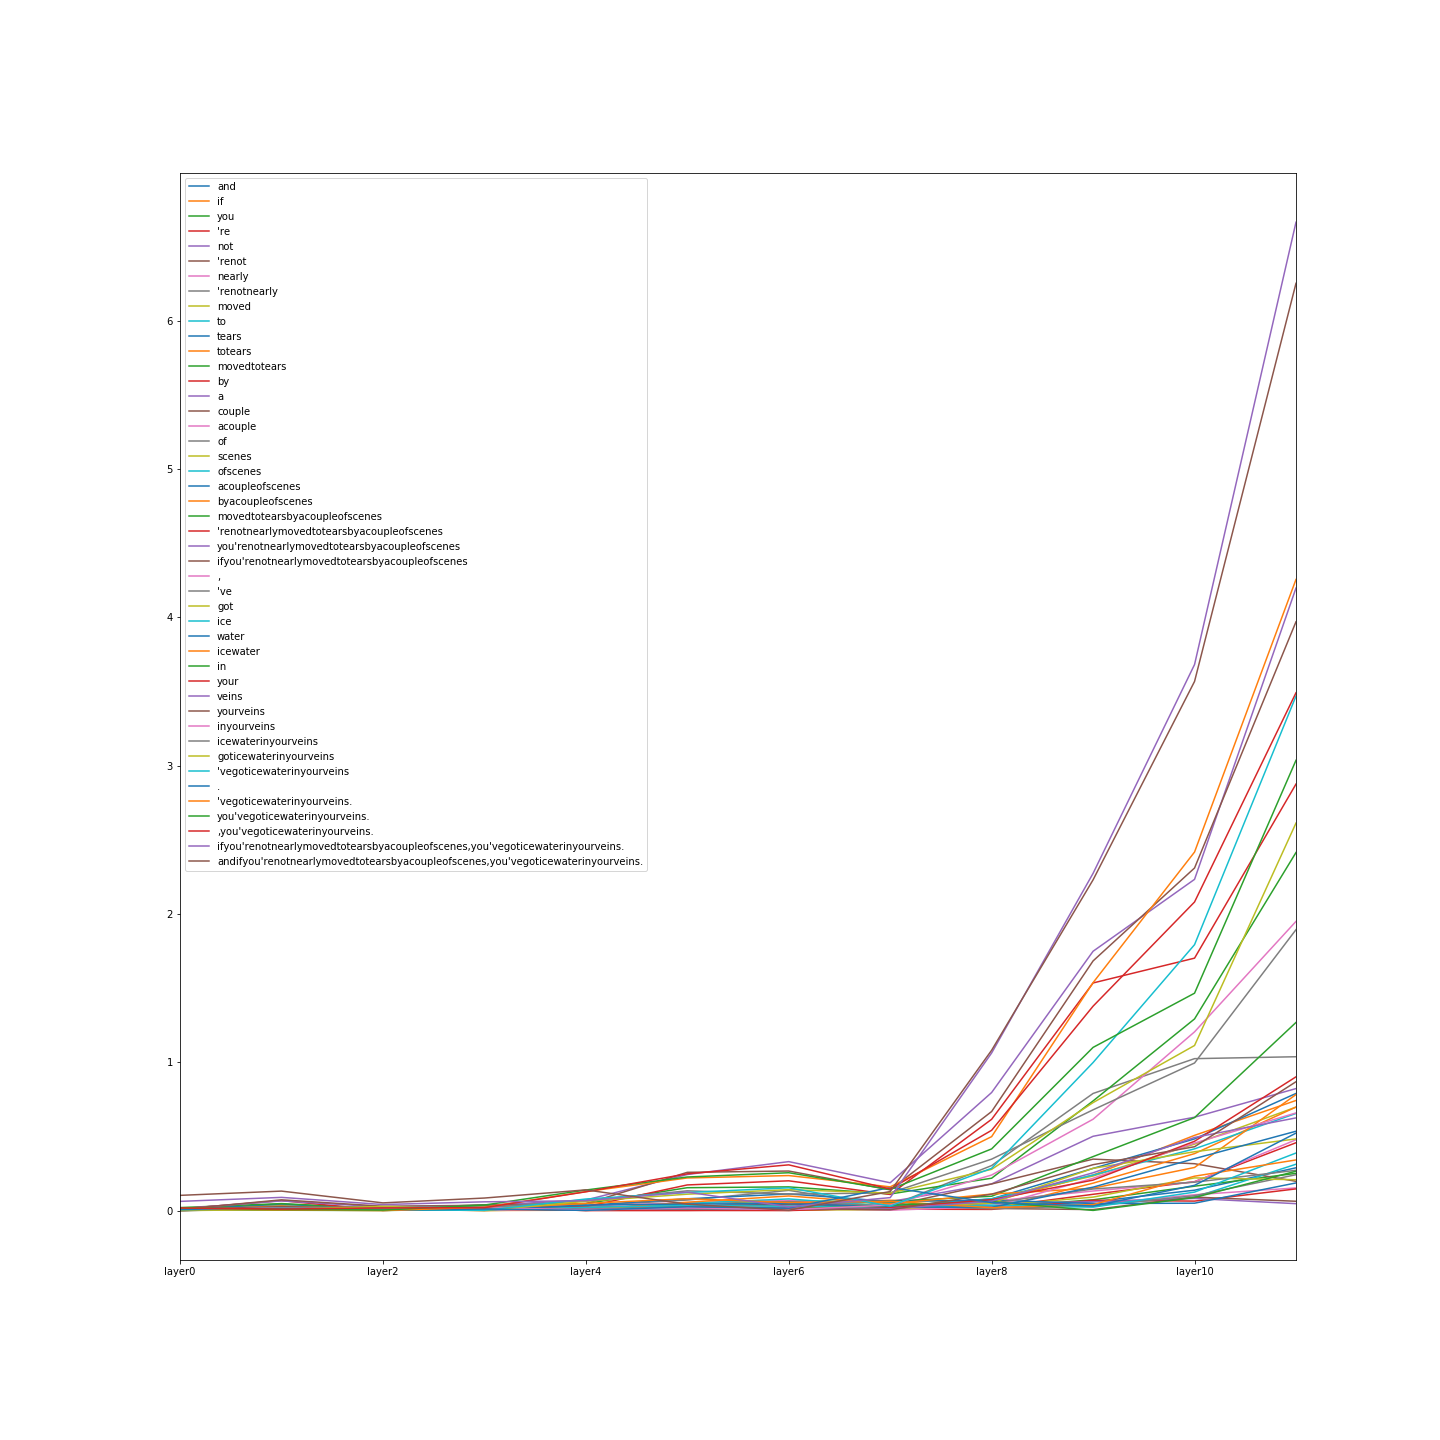 and
if
you
're
not
'renot
nearly
'renotnearly
moved
to
tears
totears
movedtotears
by
a
couple
acouple
of
scenes
ofscenes
acoupleofscenes
byacoupleofscenes
movedtotearsbyacoupleofscenes
'renotnearlymovedtotearsbyacoupleofscenes
you'renotnearlymovedtotearsbyacoupleofscenes
ifyou'renotnearlymovedtotearsbyacoupleofscenes
,
've
got
ice
water
icewater
in
your
veins
yourveins
inyourveins
icewaterinyourveins
goticewaterinyourveins
'vegoticewaterinyourveins
.
'vegoticewaterinyourveins.
you'vegoticewaterinyourveins.
,you'vegoticewaterinyourveins.
ifyou'renotnearlymovedtotearsbyacoupleofscenes,you'vegoticewaterinyourveins.
andifyou'renotnearlymovedtotearsbyacoupleofscenes,you'vegoticewaterinyourveins.
6
5
4
3
2
1
0
layer0 layer2 layer4 layer6 layer8 layer10